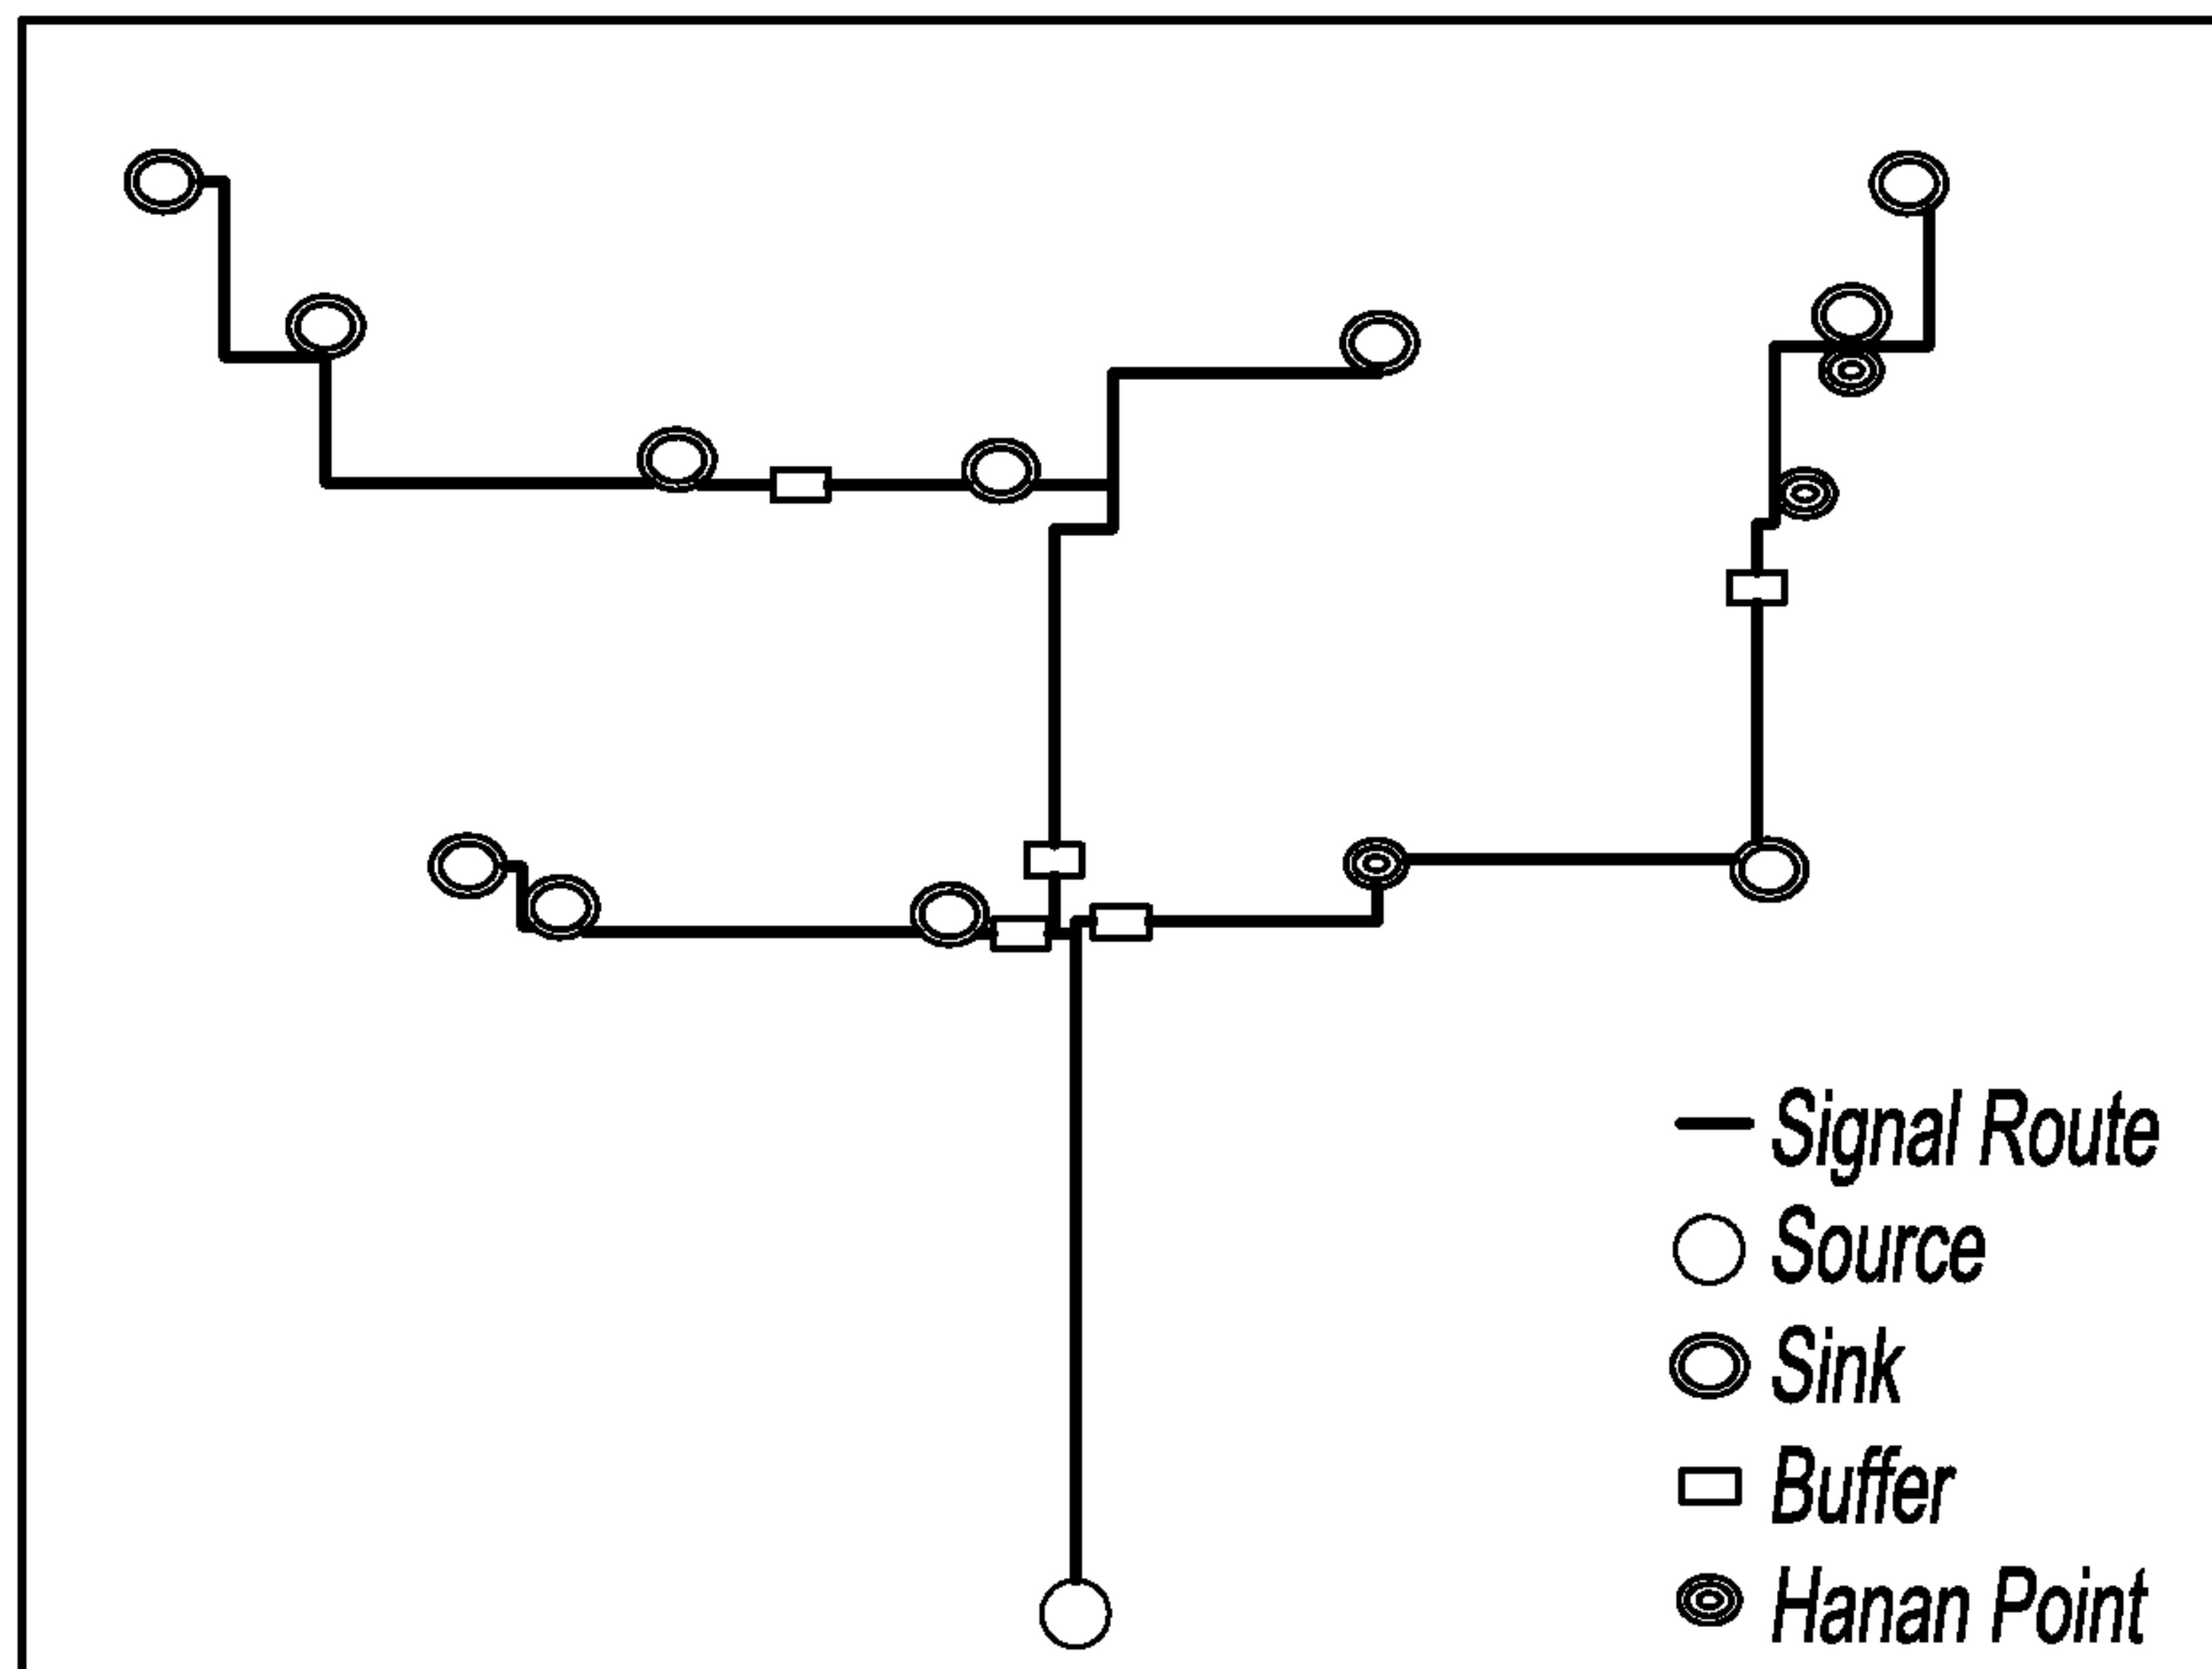 Signal Route
Source
Sink
Buffer
Hanan Point